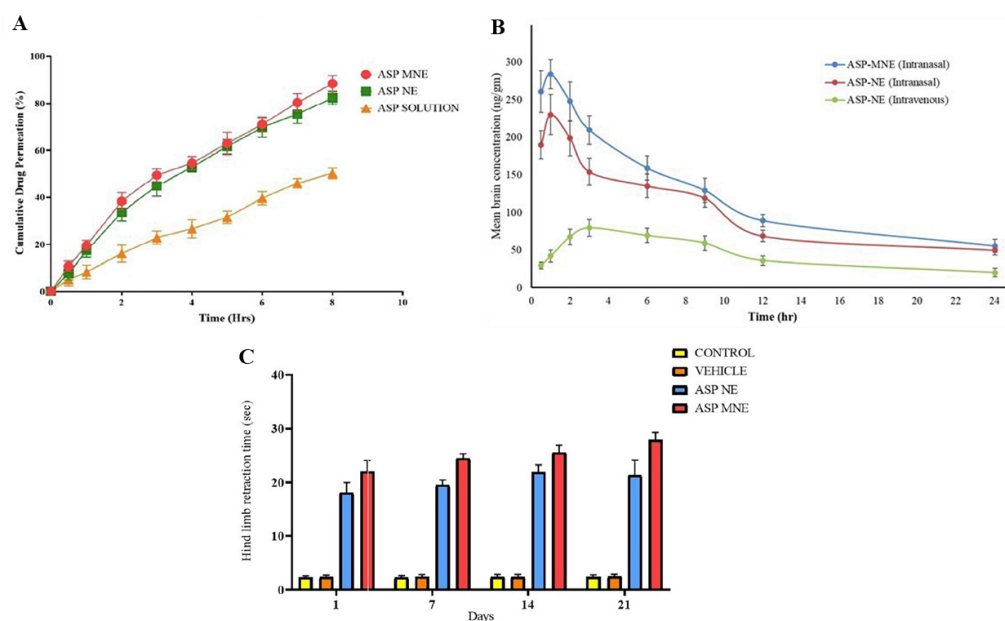 A
Cumulative Drug Permeation (%)
100
80
60
40
20
0
0 2 4 6 8 10
Time (Hrs)
ASP MNE
ASP NE
ASP SOLUTION
B
Mean brain concentration (ng/gm)
300
250
200
150
100
50
0
0 2 4 6 8 10 12 14 16 18 20 22 24
Time (hr)
ASP-MNE (Intranasal)
ASP-NE (Intranasal)
ASP-NE (Intravenous)
C
Hind limb retraction time (sec)
40
30
20
10
0
1 7 14 21
Days
CONTROL
VEHICLE
ASP NE
ASP MNE